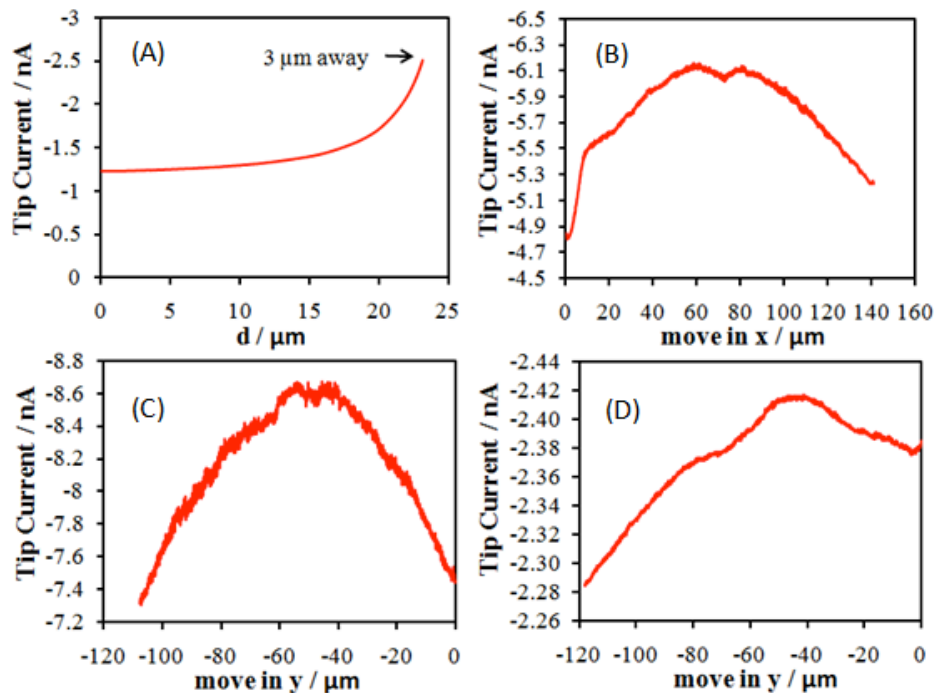 (A)
3 µm away
Tip Current / nA
-3
-2.5
-2
-1.5
-1
-0.5
0
0 5 10 15 20 25
d / µm
(B)
Tip Current / nA
-6.5
-6.3
-6.1
-5.9
-5.7
-5.5
-5.3
-5.1
-4.9
-4.7
-4.5
0 20 40 60 80 100 120 140 160
move in x / µm
(C)
Tip Current / nA
-8.8
-8.6
-8.4
-8.2
-8
-7.8
-7.6
-7.4
-7.2
-120 -100 -80 -60 -40 -20 0
move in y / µm
(D)
Tip Current / nA
-2.44
-2.42
-2.40
-2.38
-2.36
-2.33
-2.30
-2.28
-2.26
-120 -100 -80 -60 -40 -20 0
move in y / µm